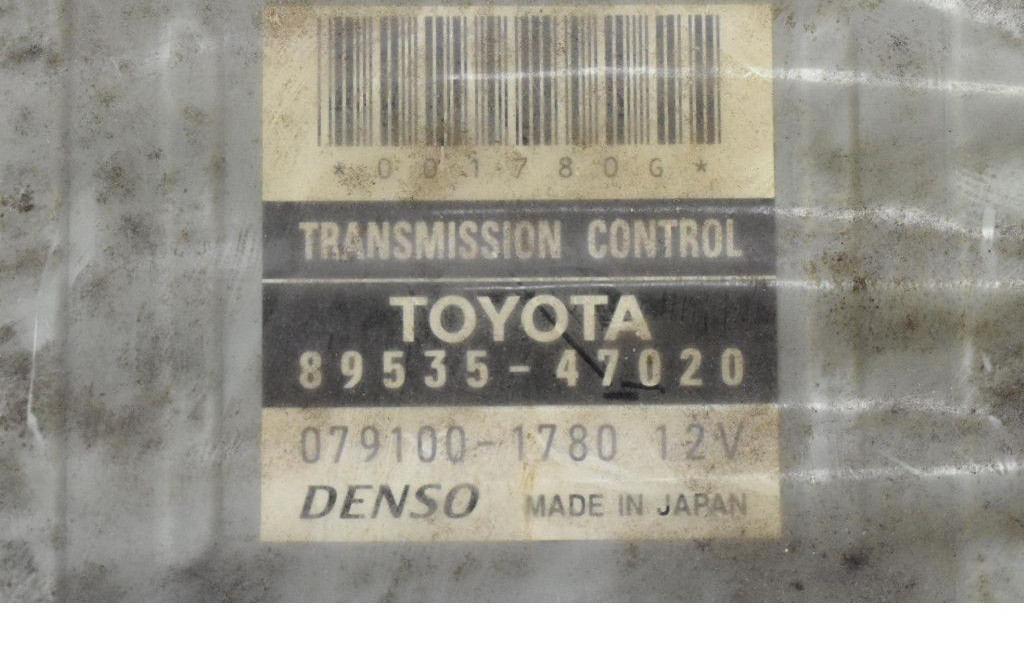 *001780G*
TRANSMISSION CONTROL
TOYOTA
89535-47020
079100-1780 12V
DENSO MADE IN JAPAN